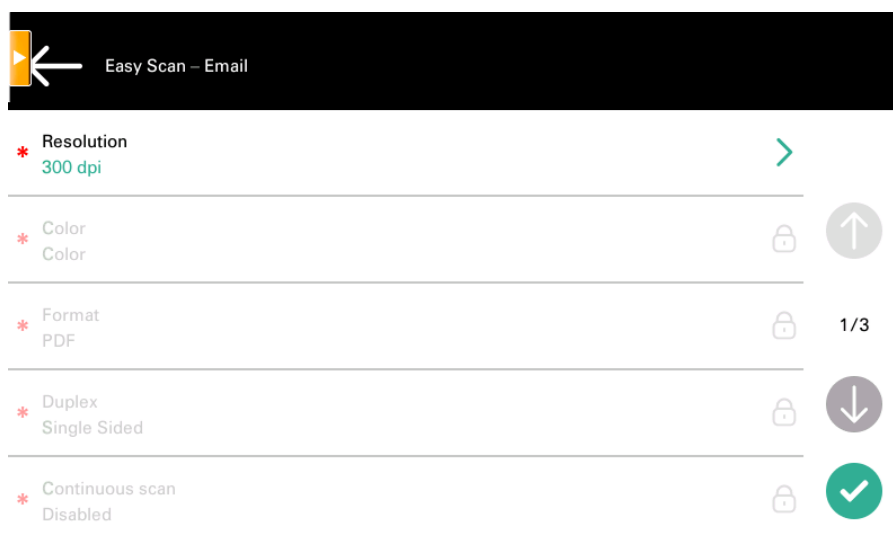 Easy Scan – Email
* Resolution
300 dpi
* Color
Color
* Format
PDF
1/3
* Duplex
Single Sided
* Continuous scan
Disabled